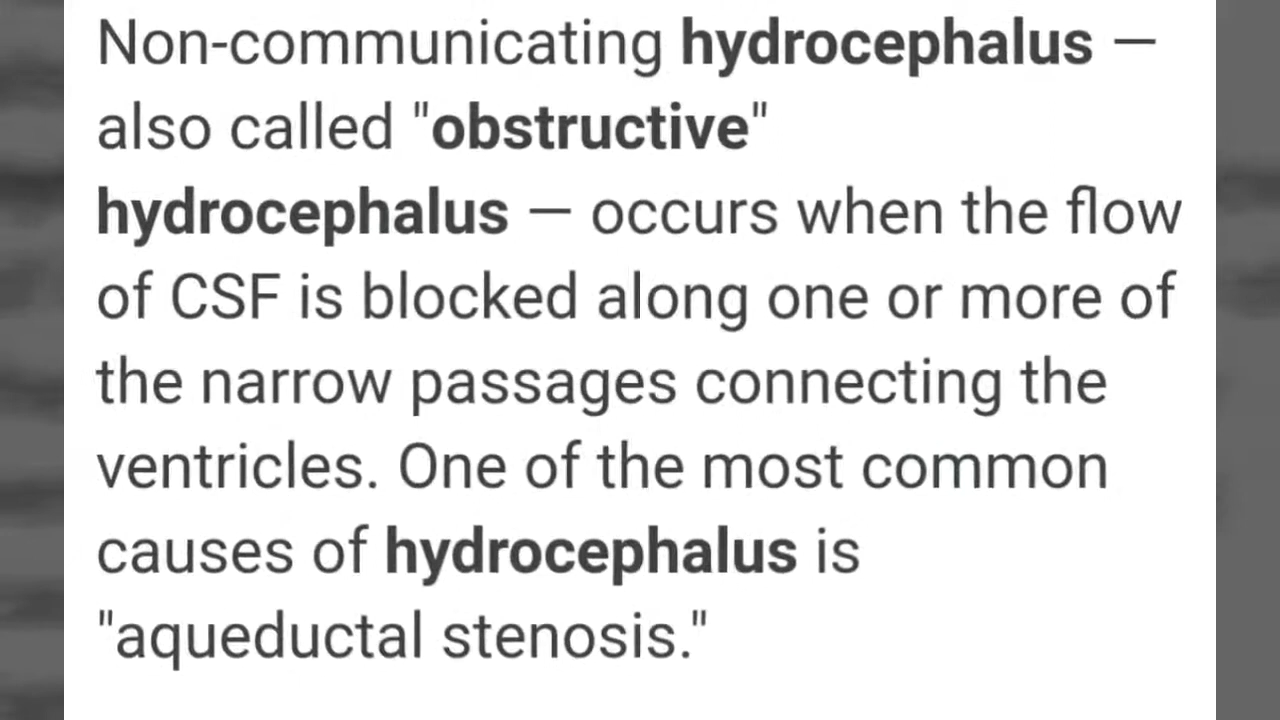 Non-communicating hydrocephalus —
also called "obstructive"
hydrocephalus — occurs when the flow
of CSF is blocked along one or more of
the narrow passages connecting the
ventricles. One of the most common
causes of hydrocephalus is
"aqueductal stenosis."